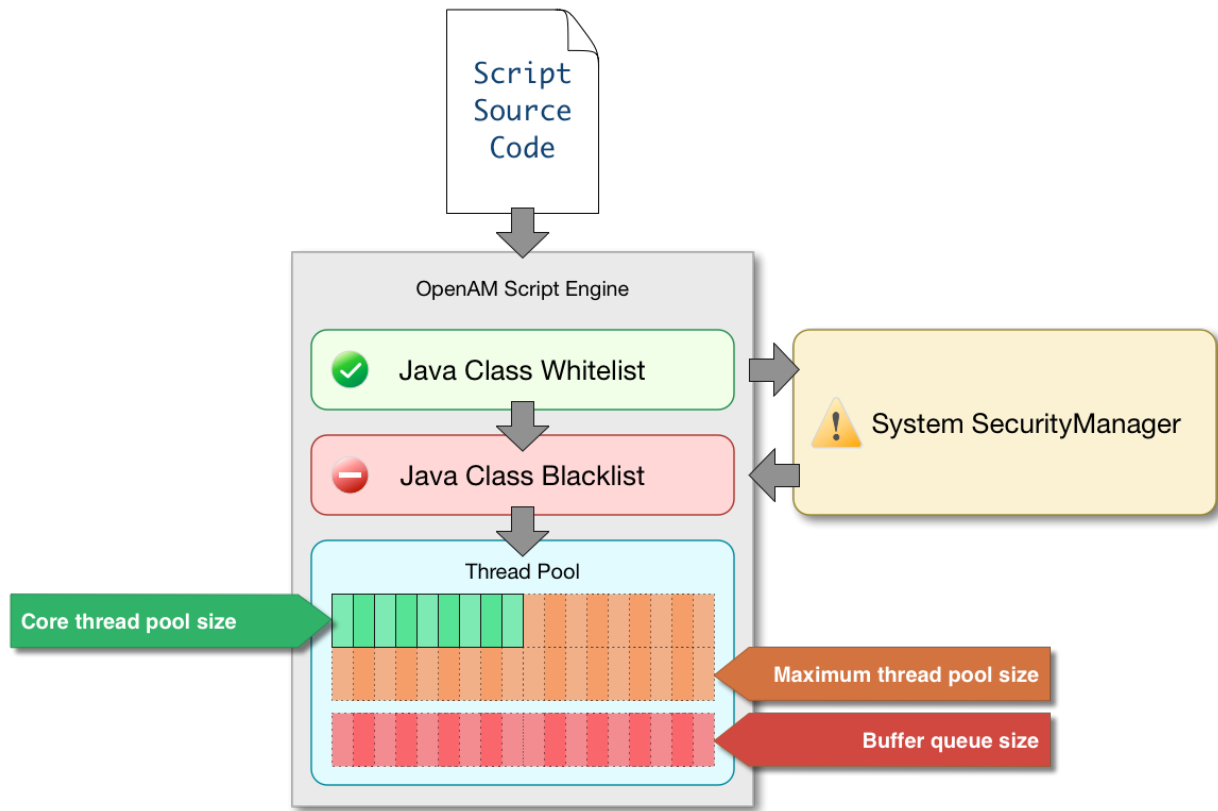 Script
Source
Code
OpenAM Script Engine
Java Class Whitelist
System SecurityManager
Java Class Blacklist
Thread Pool
Core thread pool size
Maximum thread pool size
Buffer queue size